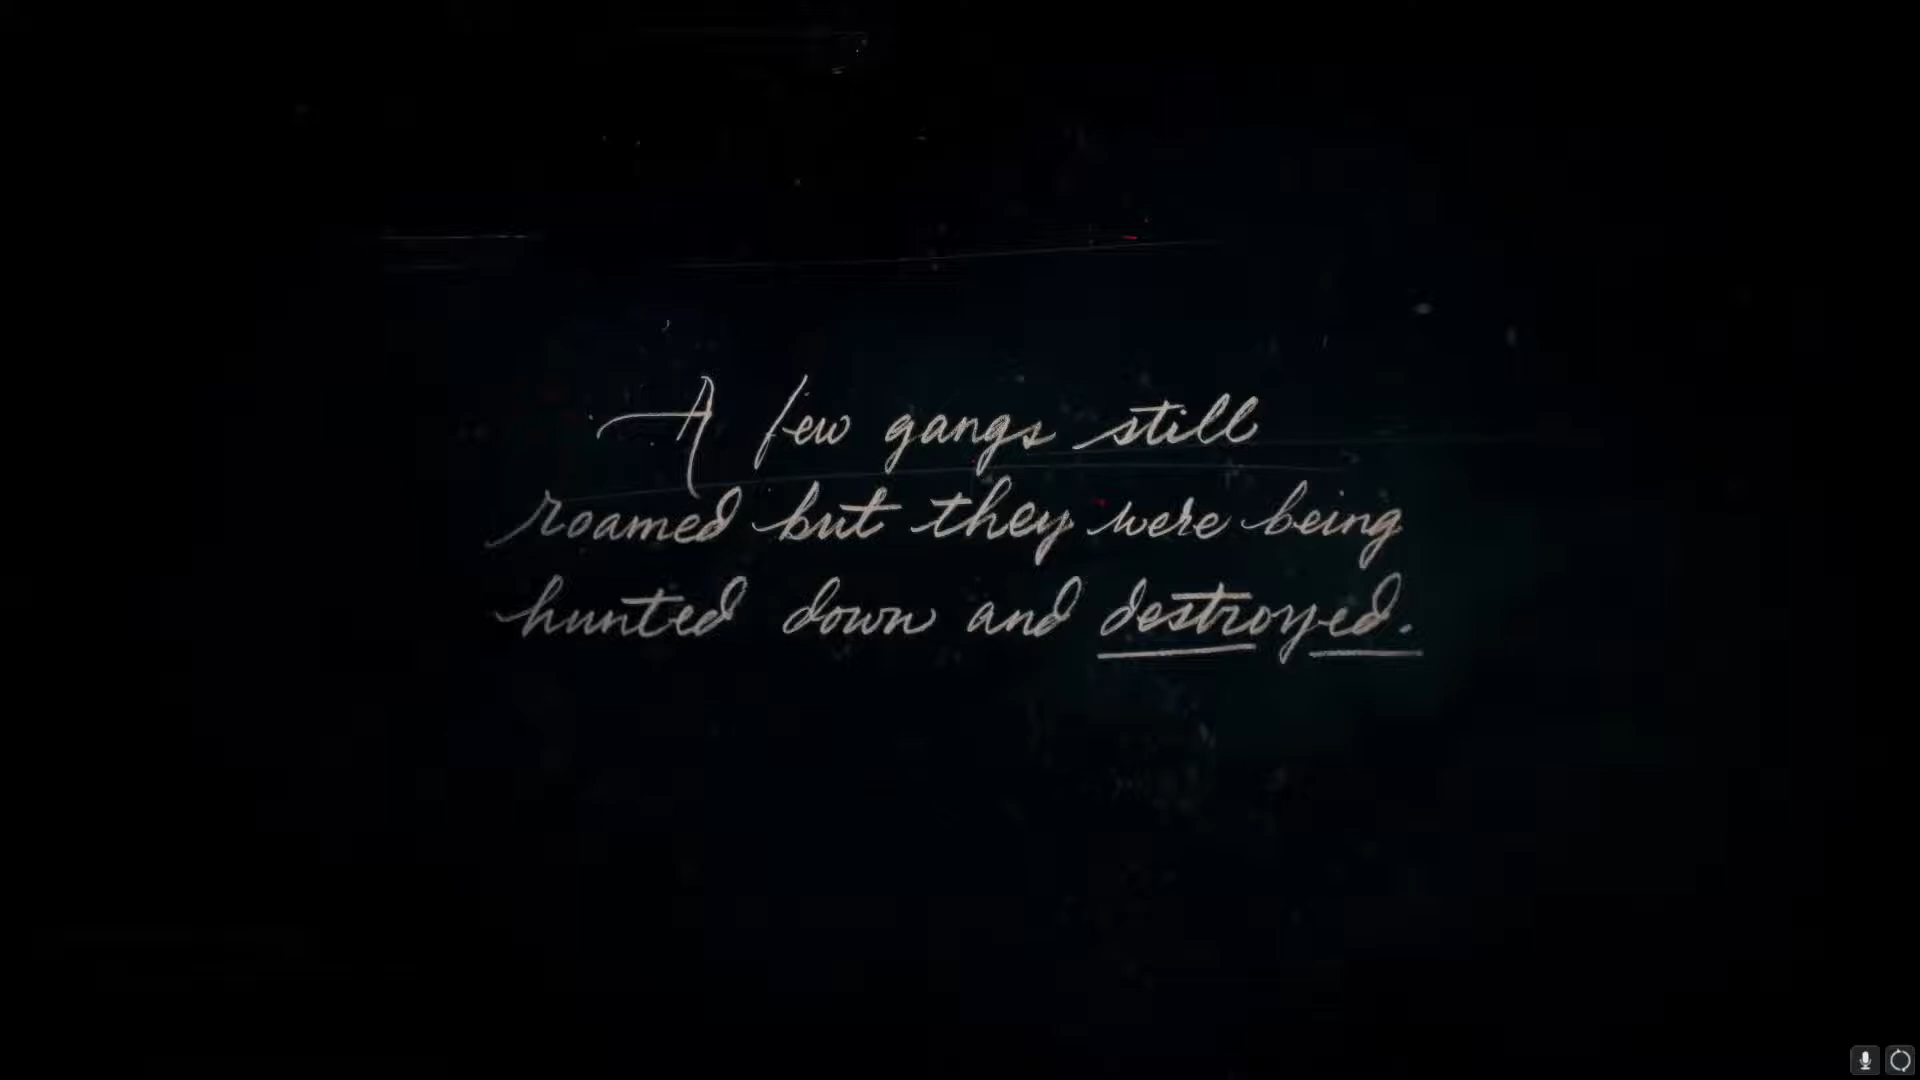 A few gangs still
roamed but they were being
hunted down and destroyed.